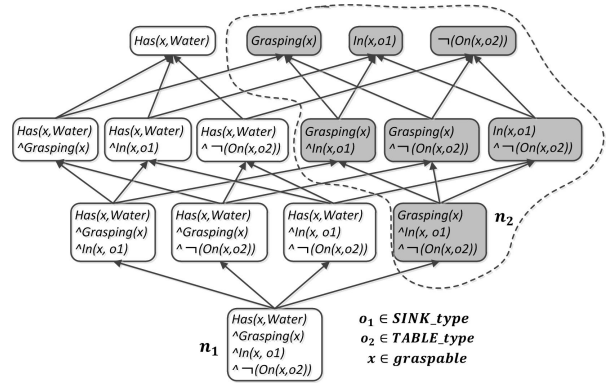 Has(x,Water)
Grasping(x)
In(x,o1)
¬(On(x,o2))
Has(x,Water)
^Grasping(x)
Has(x,Water)
^In(x,o1)
Has(x,Water)
^¬(On(x,o2))
Grasping(x)
^In(x,o1)
Grasping(x)
^¬(On(x,o2))
In(x,o1)
^¬(On(x,o2))
Has(x,Water)
^Grasping(x)
^In(x, o1)
Has(x,Water)
^Grasping(x)
^¬(On(x,o2))
Has(x,Water)
^In(x, o1)
^¬(On(x,o2))
Grasping(x)
^In(x, o1)
^¬(On(x,o2))
n₂
Has(x,Water)
^Grasping(x)
^In(x, o1)
^¬(On(x,o2))
n₁
o₁ ∈ SINK_type
o₂ ∈ TABLE_type
x ∈ graspable